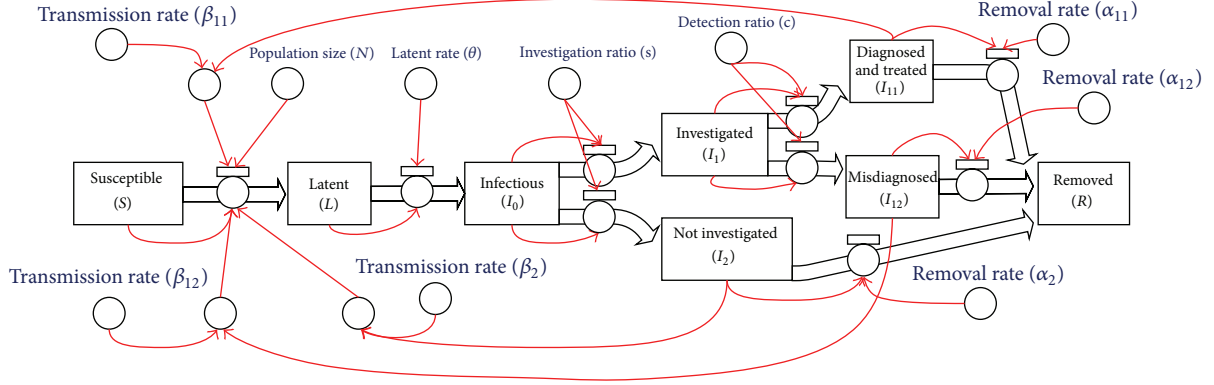 Transmission rate (β₁₁)
Population size (N)
Latent rate (θ)
Investigation ratio (s)
Detection ratio (c)
Removal rate (α₁₁)
Removal rate (α₁₂)
Diagnosed
and treated
(I₁₁)
Susceptible
(S)
Latent
(L)
Infectious
(I₀)
Investigated
(I₁)
Misdiagnosed
(I₁₂)
Removed
(R)
Not investigated
(I₂)
Transmission rate (β₁₂)
Transmission rate (β₂)
Removal rate (α₂)